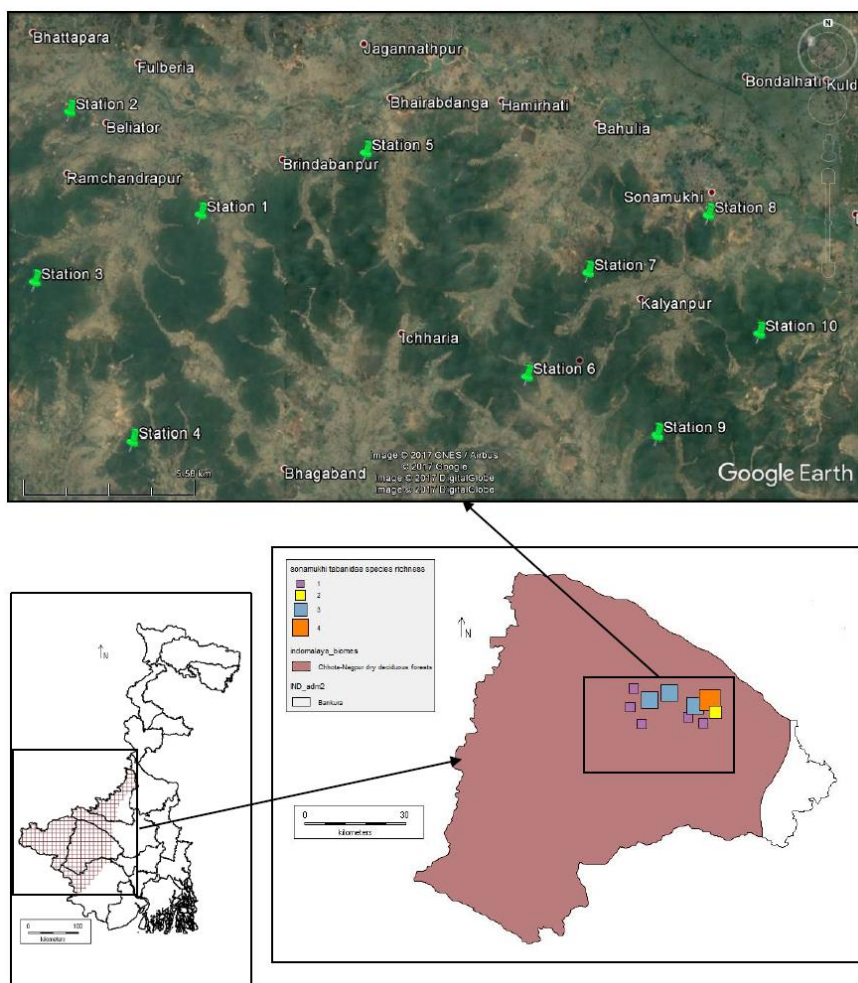 N
Bhattapara
Jagannathpur
Fulberia
Bondalhati
Kuld
Station 2
Bhairabdanga
Hamirhati
Beliator
Bahulia
Station 5
Brindabanpur
Ramchandrapur
Sonamukhi
Station 1
Station 8
Station 3
Station 7
Kalyanpur
Station 10
Ichharia
Station 6
Station 4
Station 9
Image © 2017 CNES / Airbus
© 2017 Google
Image © 2017 DigitalGlobe
Image © 2017 DigitalGlobe
5.58 km
Bhagaband
Google Earth
sonamukhi tabanidae species richness
1
2
3
4
indomalaya_biomes
Chhota-Nagpur dry deciduous forests
IND_adm2
Bankura
N
0 30
kilometers
N
0 100
kilometers